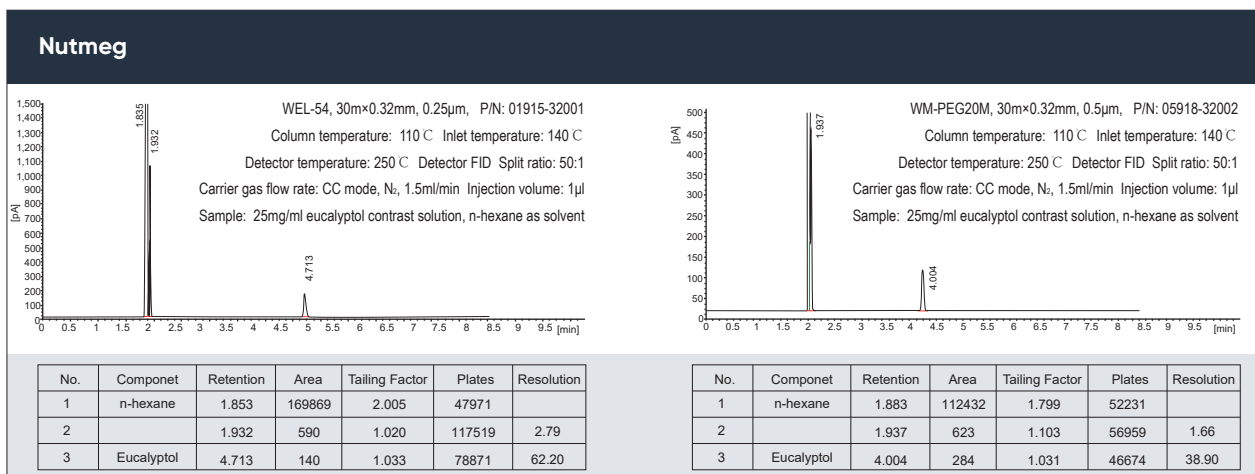 Nutmeg
WEL-54, 30m×0.32mm, 0.25μm, P/N: 01915-32001
Column temperature: 110℃ Inlet temperature: 140℃
Detector temperature: 250℃ Detector FID Split ratio: 50:1
Carrier gas flow rate: CC mode, N₂, 1.5ml/min Injection volume: 1μl
Sample: 25mg/ml eucalyptol contrast solution, n-hexane as solvent
[pA]
1,500
1,400
1,300
1,200
1,100
1,000
900
800
700
600
500
400
300
200
100
0
1.835
1.932
4.713
0 0.5 1 1.5 2 2.5 3.5 3 4 4.5 5 5.5 6 6.5 7 7.5 8 8.5 9 9.5 [min]
No. Componet Retention Area Tailing Factor Plates Resolution
1 n-hexane 1.853 169869 2.005 47971
2 1.932 590 1.020 117519 2.79
3 Eucalyptol 4.713 140 1.033 78871 62.20
WM-PEG20M, 30m×0.32mm, 0.5μm, P/N: 05918-32002
Column temperature: 110℃ Inlet temperature: 140℃
Detector temperature: 250℃ Detector FID Split ratio: 50:1
Carrier gas flow rate: CC mode, N₂, 1.5ml/min Injection volume: 1μl
Sample: 25mg/ml eucalyptol contrast solution, n-hexane as solvent
[pA]
500
450
400
350
300
250
200
150
100
50
0
1.937
4.004
0 0.5 1 1.5 2 2.5 3.5 3 4 4.5 5 5.5 6 6.5 7 7.5 8 8.5 9 9.5 [min]
No. Componet Retention Area Tailing Factor Plates Resolution
1 n-hexane 1.883 112432 1.799 52231
2 1.937 623 1.103 56959 1.66
3 Eucalyptol 4.004 284 1.031 46674 38.90